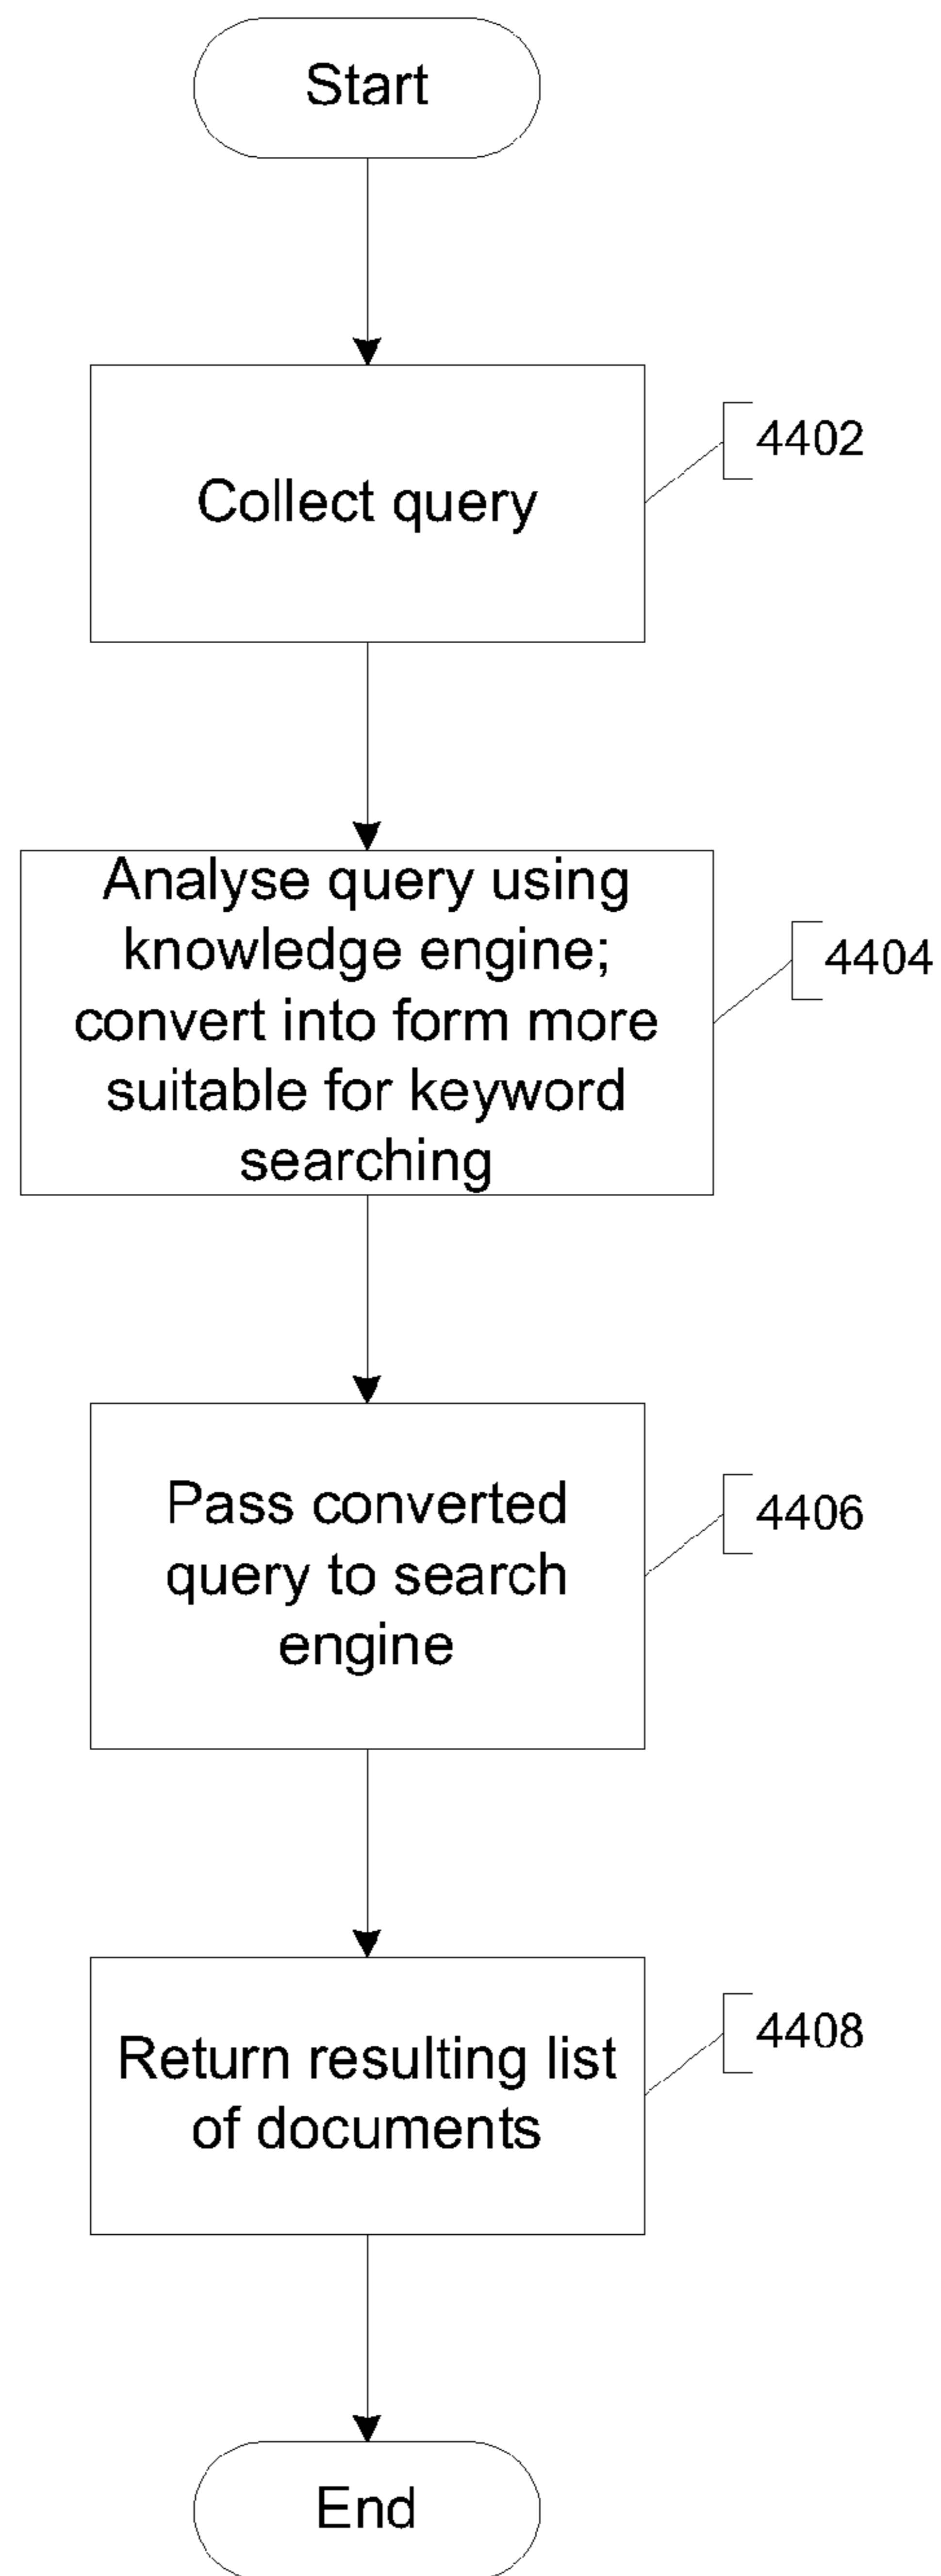 Start
Collect query
4402
Analyse query using
knowledge engine;
convert into form more
suitable for keyword
searching
4404
Pass converted
query to search
engine
4406
Return resulting list
of documents
4408
End